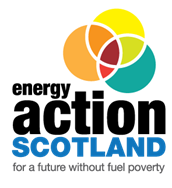 energy
action
SCOTLAND
for a future without fuel poverty